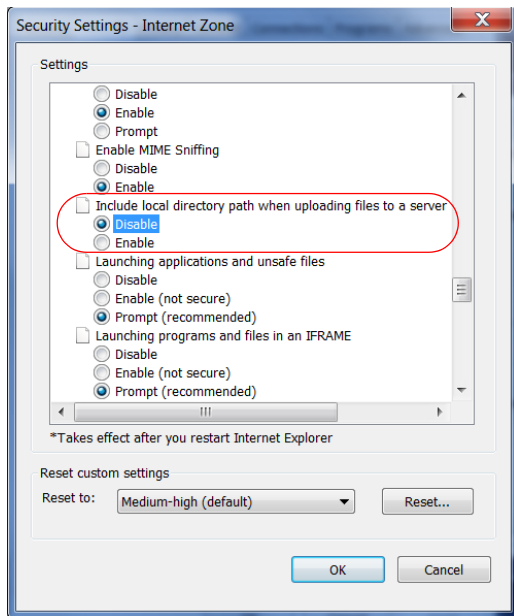 Security Settings - Internet Zone
Settings
Disable
Enable
Prompt
Enable MIME Sniffing
Disable
Enable
Include local directory path when uploading files to a server
Disable
Enable
Launching applications and unsafe files
Disable
Enable (not secure)
Prompt (recommended)
Launching programs and files in an IFRAME
Disable
Enable (not secure)
Prompt (recommended)
*Takes effect after you restart Internet Explorer
Reset custom settings
Reset to: Medium-high (default) Reset...
OK Cancel